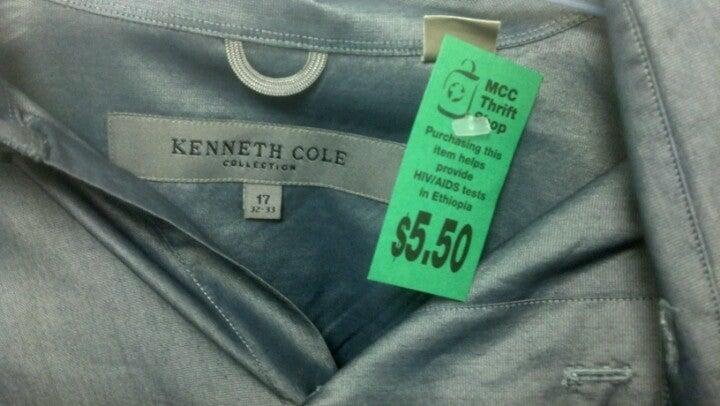 KENNETH COLE
COLLECTION
17
32-33
MCC
Thrift
Shop
Purchasing this
item helps
provide
HIV/AIDS tests
in Ethiopia
$5.50